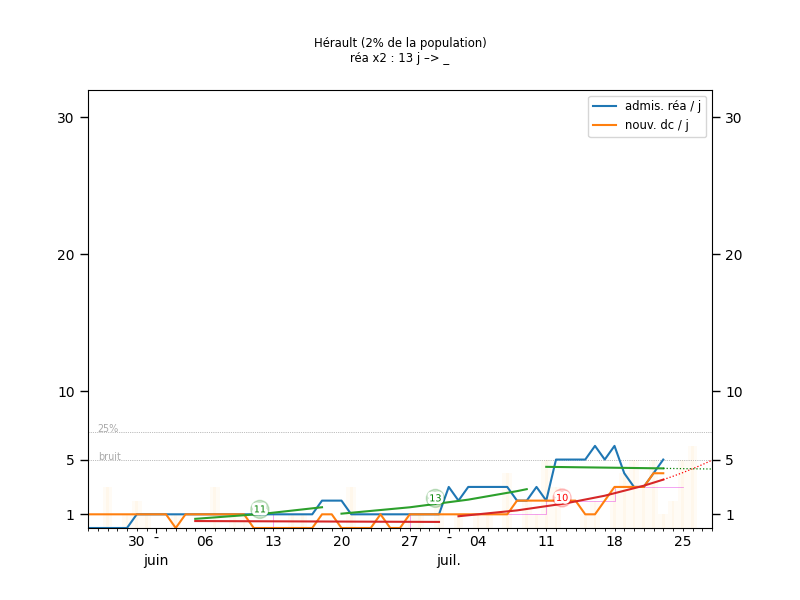 Hérault (2% de la population)
réa x2 : 13 j –> _
admis. réa / j
nouv. dc / j
30 30
20 20
10 10
25%
bruit
5 5
1 1
11
13
10
30 - 06 13 20 27 - 04 11 18 25
juin juil.